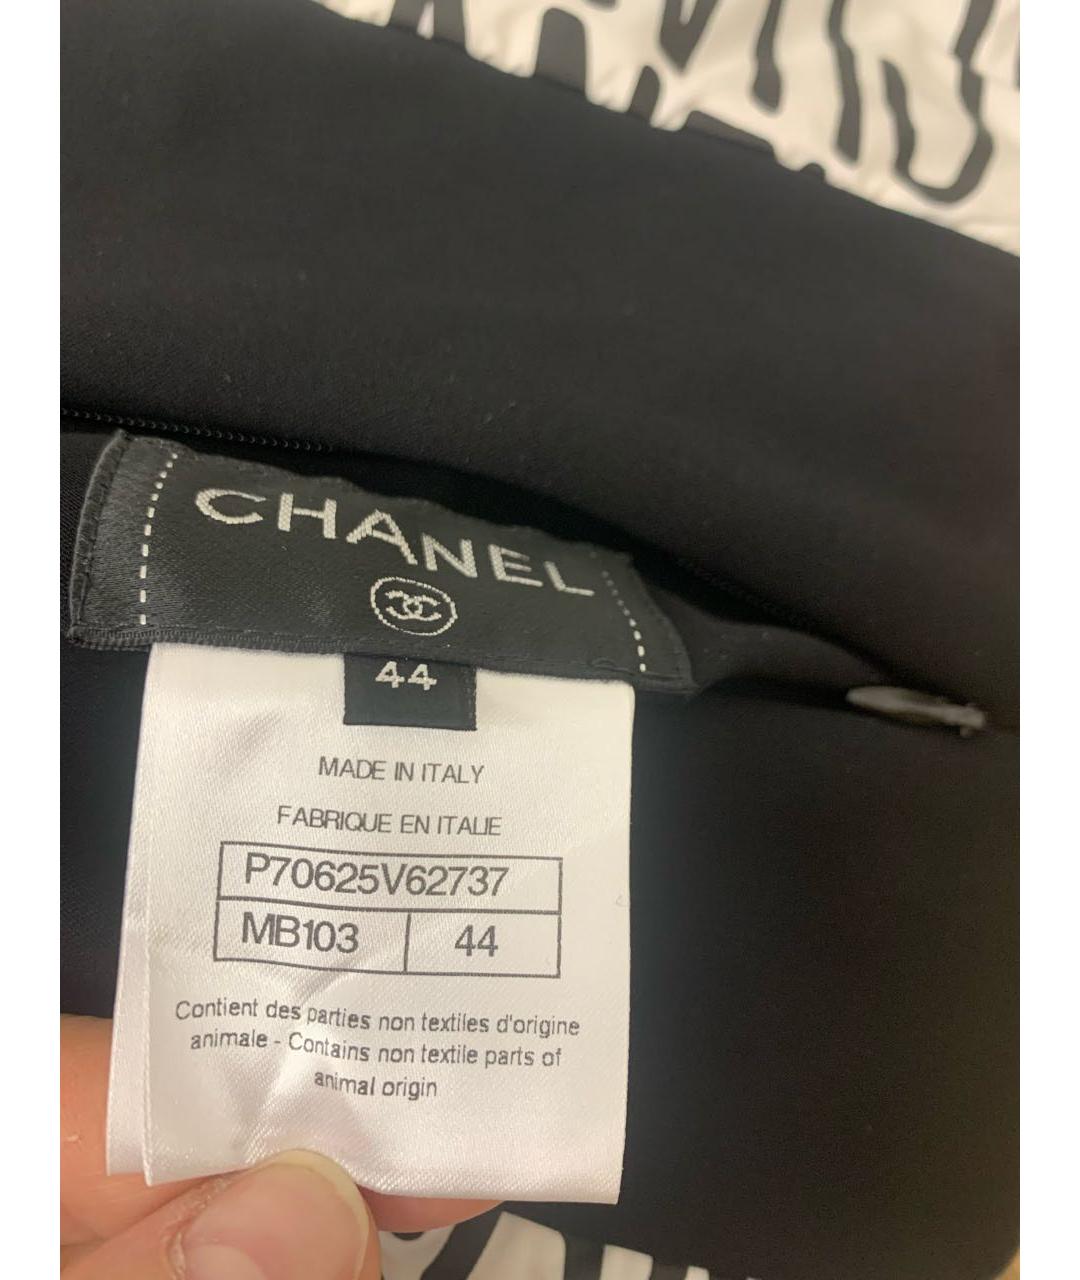 CHANEL
44
MADE IN ITALY
FABRIQUE EN ITALIE
P70625V62737
MB103 44
Contient des parties non textiles d'origine
animale - Contains non textile parts of
animal origin